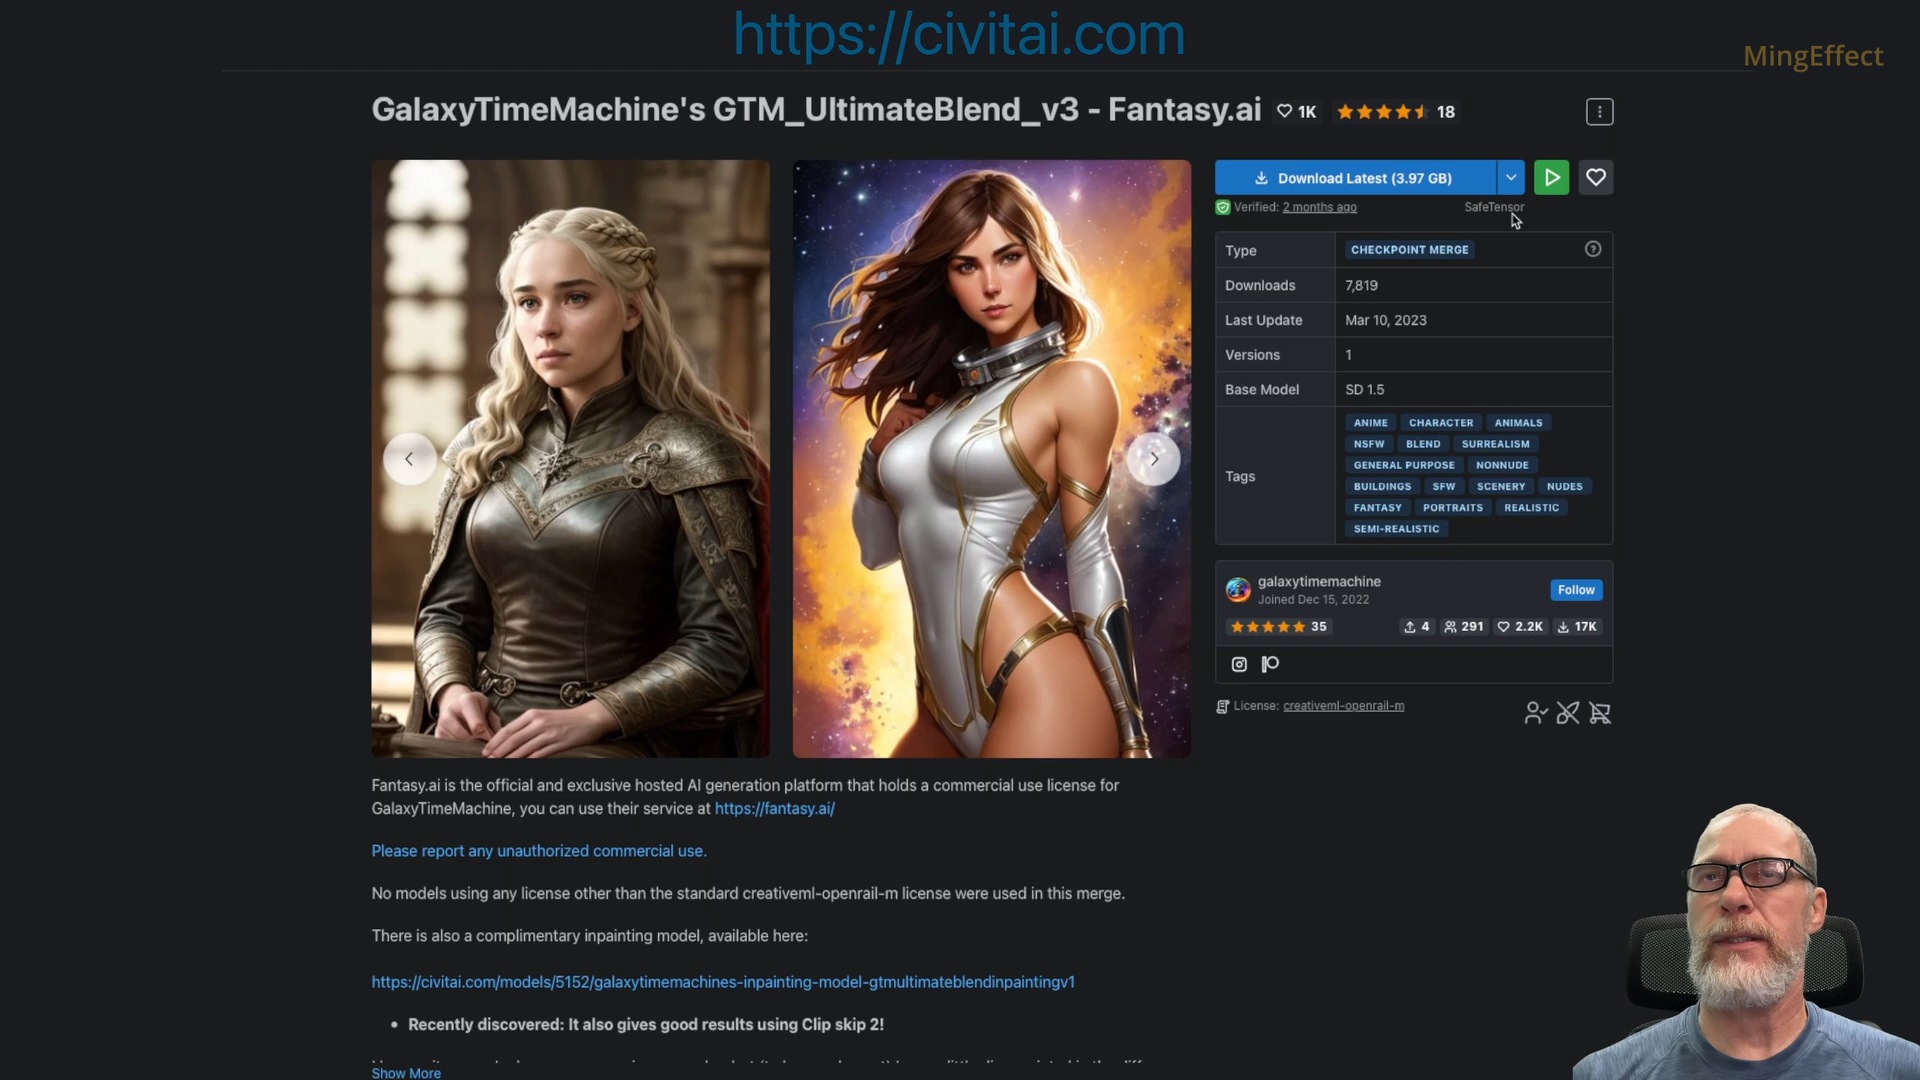 https://civitai.com
MingEffect
GalaxyTimeMachine's GTM_UltimateBlend_v3 - Fantasy.ai 1K 18
Download Latest (3.97 GB)
Verified: 2 months ago SafeTensor
Type CHECKPOINT MERGE
Downloads 7,819
Last Update Mar 10, 2023
Versions 1
Base Model SD 1.5
Tags
ANIME CHARACTER ANIMALS
NSFW BLEND SURREALISM
GENERAL PURPOSE NONNUDE
BUILDINGS SFW SCENERY NUDES
FANTASY PORTRAITS REALISTIC
SEMI-REALISTIC
galaxytimemachine
Joined Dec 15, 2022
Follow
35 4 291 2.2K 17K
License: creativeml-openrail-m
Fantasy.ai is the official and exclusive hosted AI generation platform that holds a commercial use license for
GalaxyTimeMachine, you can use their service at https://fantasy.ai/
Please report any unauthorized commercial use.
No models using any license other than the standard creativeml-openrail-m license were used in this merge.
There is also a complimentary inpainting model, available here:
https://civitai.com/models/5152/galaxytimemachines-inpainting-model-gtmultimateblendinpaintingv1
• Recently discovered: It also gives good results using Clip skip 2!
Show More